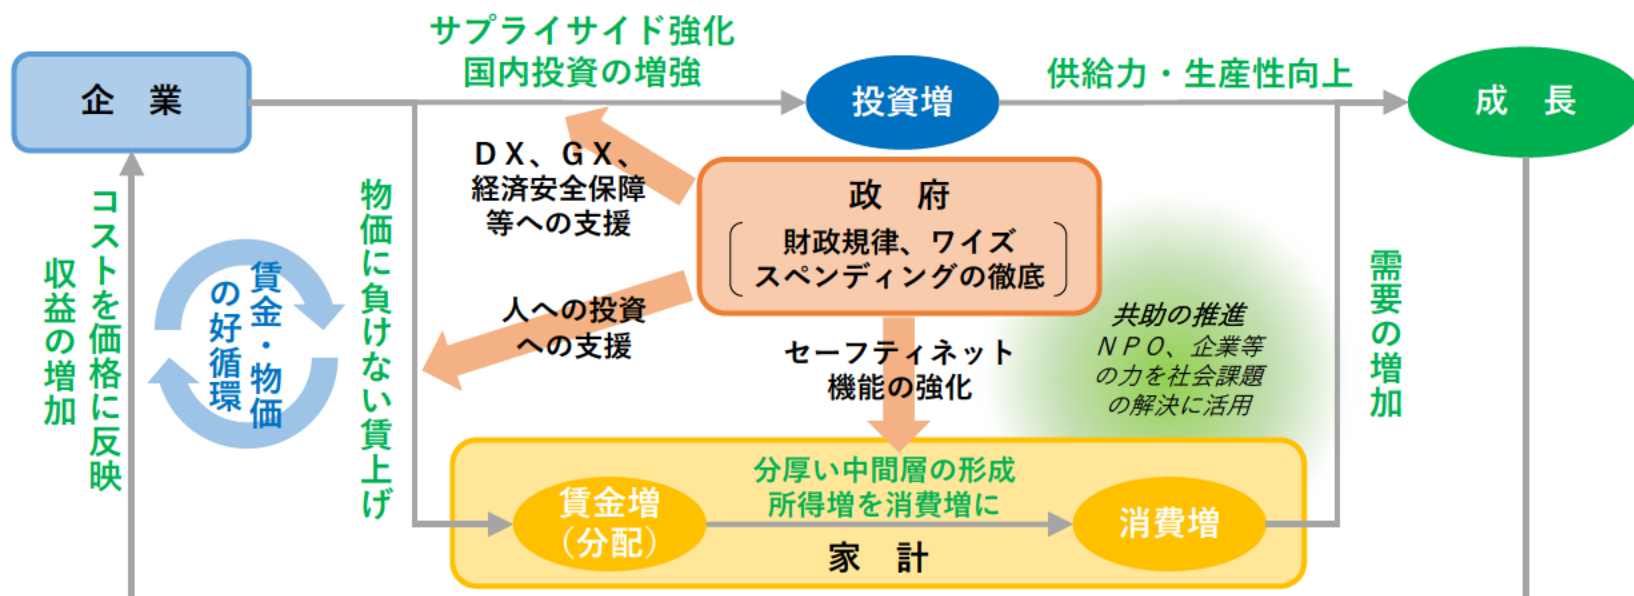 サプライサイド強化
国内投資の増強
企　業
投資増
供給力・生産性向上
成　長
ＤＸ、ＧＸ、
経済安全保障
等への支援
政　府
財政規律、ワイズ
スペンディングの徹底
コストを価格に反映
収益の増加
賃金・物価
の好循環
物価に負けない賃上げ
人への投資
への支援
セーフティネット
機能の強化
共助の推進
ＮＰＯ、企業等
の力を社会課題
の解決に活用
需要の増加
分厚い中間層の形成
所得増を消費増に
賃金増
（分配）
消費増
家　計